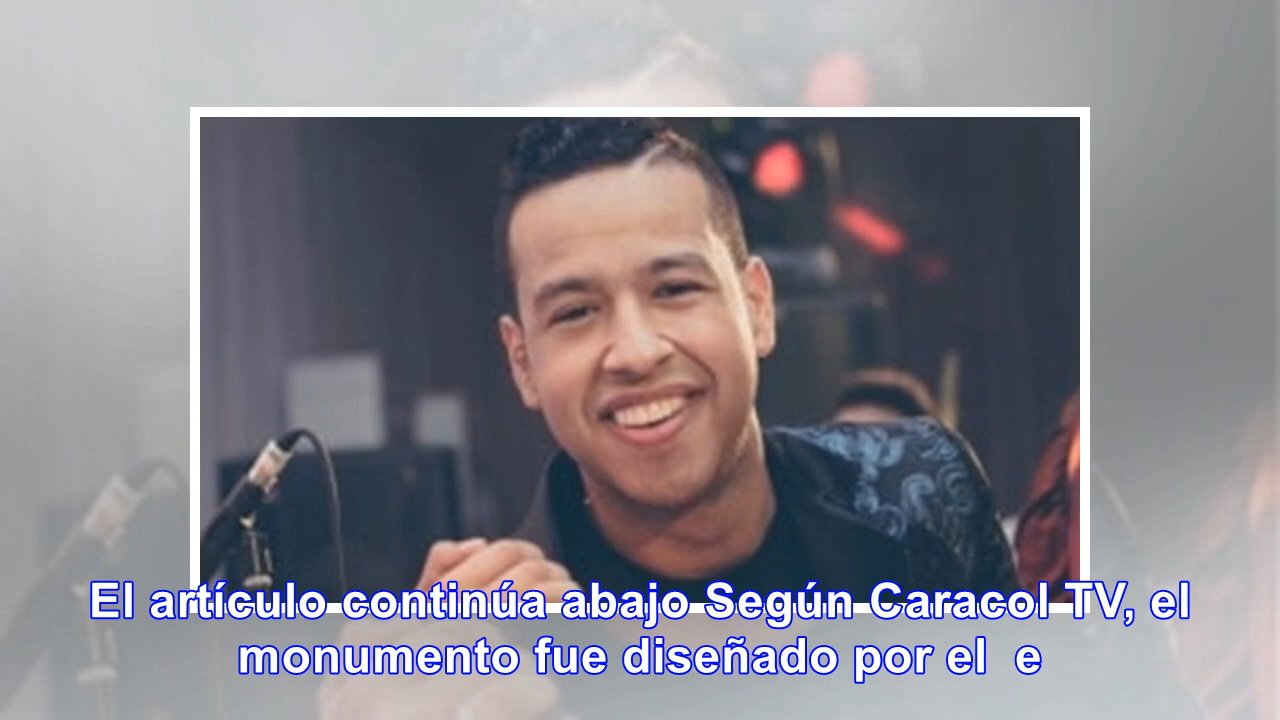 El artículo continúa abajo Según Caracol TV, el
monumento fue diseñado por el  e